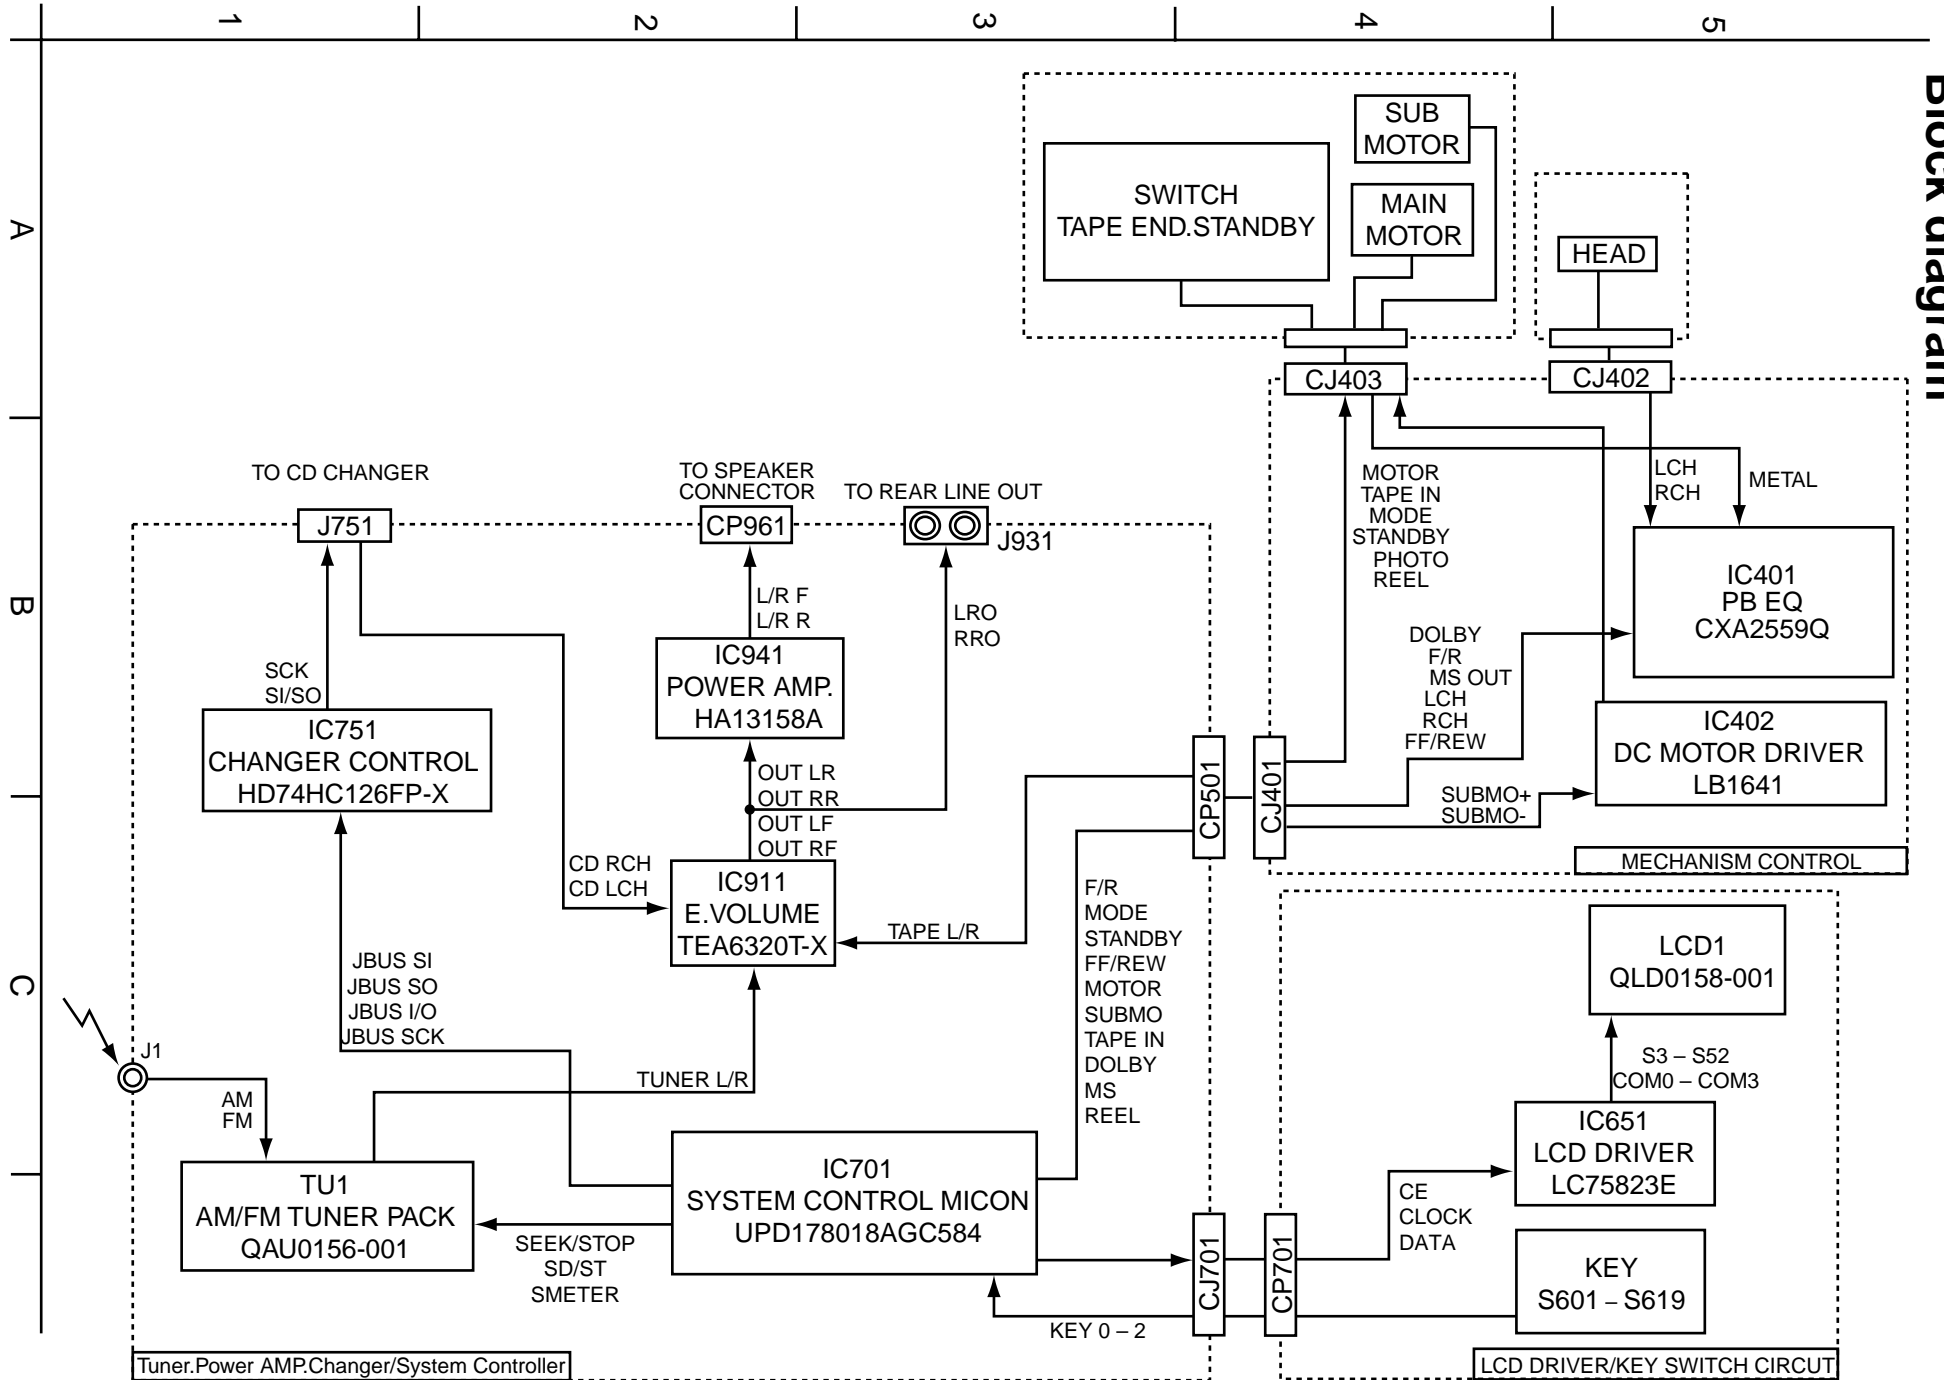 1
2
3
4
5
Block diagram
A
B
C
SUB
MOTOR
SWITCH
TAPE END.STANDBY
MAIN
MOTOR
HEAD
CJ403
CJ402
TO CD CHANGER
TO SPEAKER
CONNECTOR
TO REAR LINE OUT
J751
CP961
J931
MOTOR
TAPE IN
MODE
STANDBY
PHOTO
REEL
LCH
RCH
METAL
IC401
PB EQ
CXA2559Q
L/R F
L/R R
LRO
RRO
DOLBY
F/R
MS OUT
LCH
RCH
FF/REW
SCK
SI/SO
IC941
POWER AMP.
HA13158A
IC751
CHANGER CONTROL
HD74HC126FP-X
IC402
DC MOTOR DRIVER
LB1641
OUT LR
OUT RR
OUT LF
OUT RF
CP501
CJ401
SUBMO+
SUBMO-
MECHANISM CONTROL
CD RCH
CD LCH
IC911
E.VOLUME
TEA6320T-X
TAPE L/R
F/R
MODE
STANDBY
FF/REW
MOTOR
SUBMO
TAPE IN
DOLBY
MS
REEL
LCD1
QLD0158-001
JBUS SI
JBUS SO
JBUS I/O
JBUS SCK
J1
AM
FM
TUNER L/R
S3 – S52
COM0 – COM3
IC651
LCD DRIVER
LC75823E
TU1
AM/FM TUNER PACK
QAU0156-001
IC701
SYSTEM CONTROL MICON
UPD178018AGC584
SEEK/STOP
SD/ST
SMETER
CJ701
CP701
CE
CLOCK
DATA
KEY
S601 – S619
KEY 0 – 2
Tuner.Power AMP.Changer/System Controller
LCD DRIVER/KEY SWITCH CIRCUT